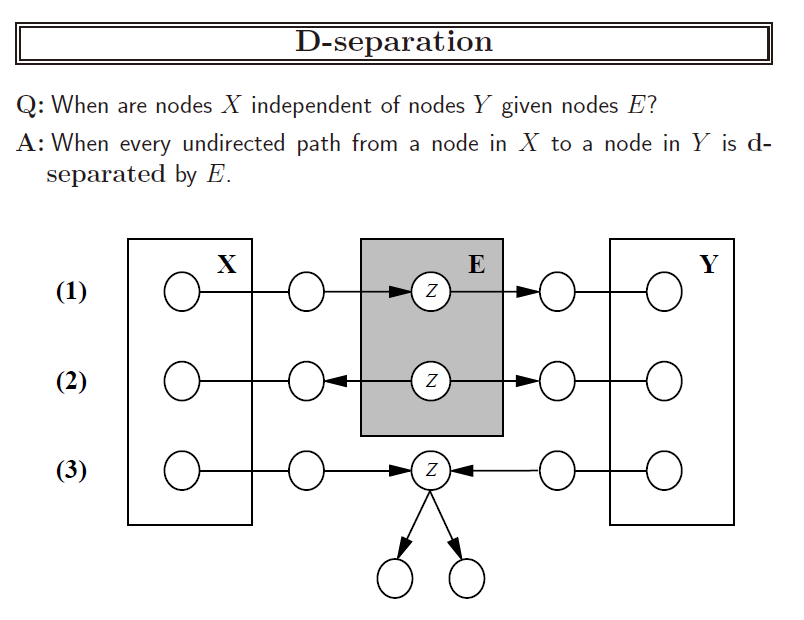 D-separation
Q: When are nodes X independent of nodes Y given nodes E?
A: When every undirected path from a node in X to a node in Y is d-
separated by E.
X E Y
(1) Z
(2) Z
(3) Z